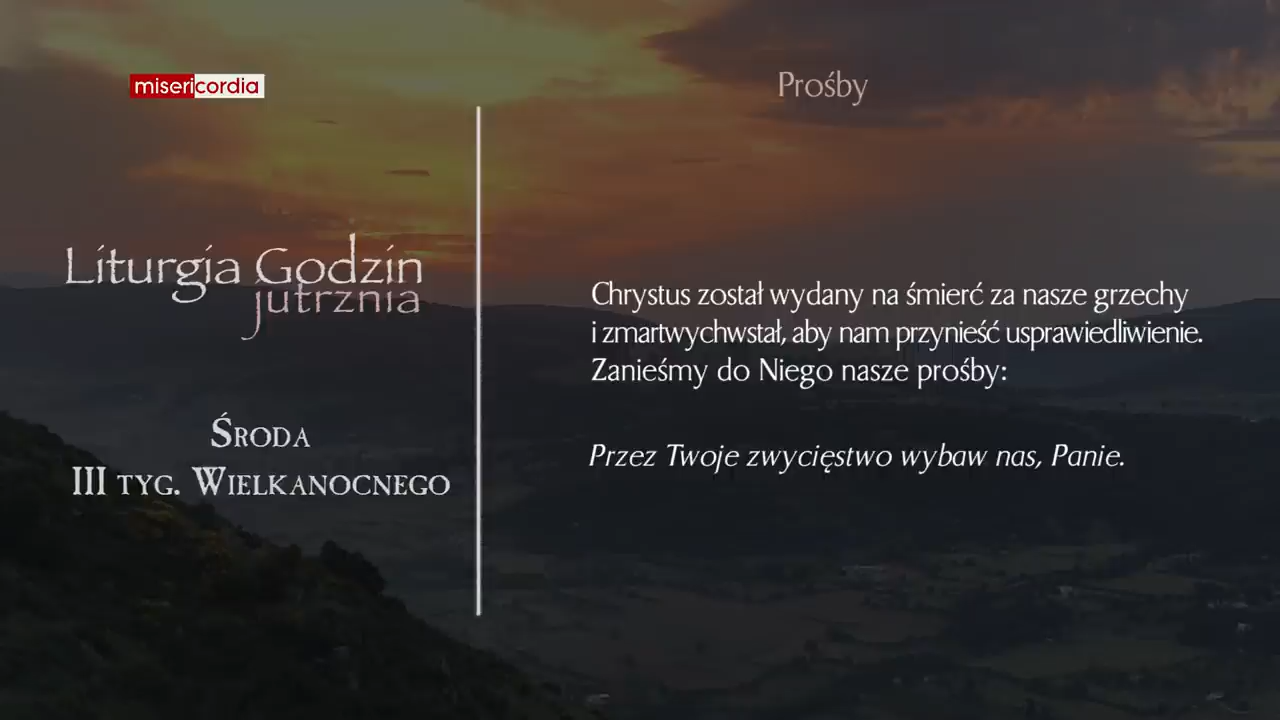 misericordia
Liturgia Godzin
jutrznia
Środa
III tyg. Wielkanocnego
Prośby
Chrystus został wydany na śmierć za nasze grzechy
i zmartwychwstał, aby nam przynieść usprawiedliwienie.
Zanieśmy do Niego nasze prośby:
Przez Twoje zwycięstwo wybaw nas, Panie.